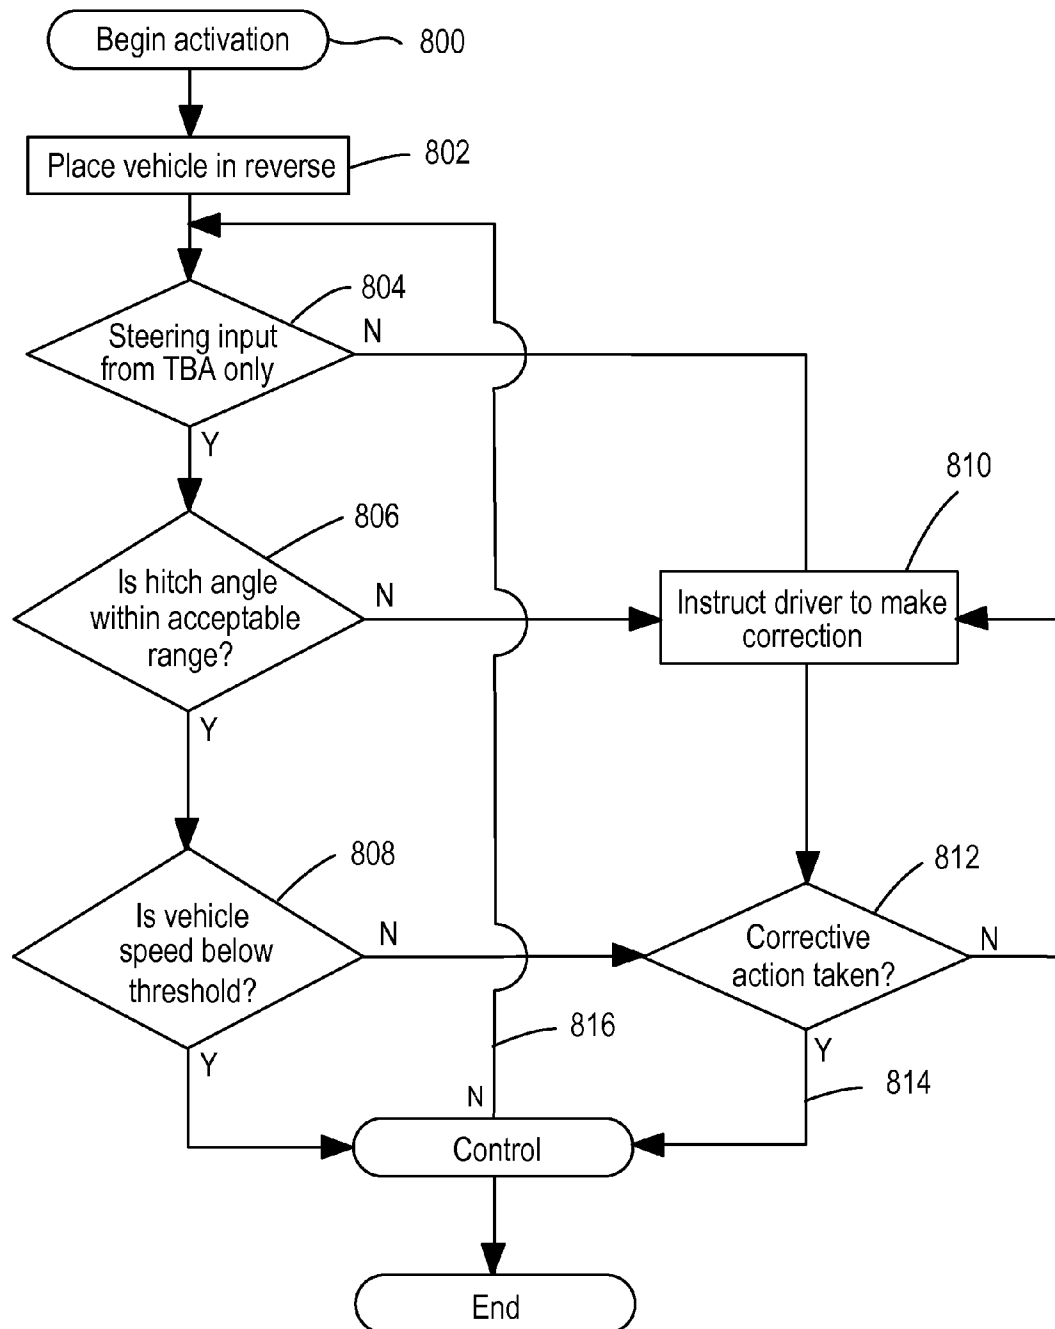 Begin activation
800
Place vehicle in reverse
802
804
Steering input
from TBA only
N
Y
806
Is hitch angle
within acceptable
range?
N
Y
810
Instruct driver to make
correction
808
Is vehicle
speed below
threshold?
N
Y
812
Corrective
action taken?
N
Y
816
814
N
Control
End